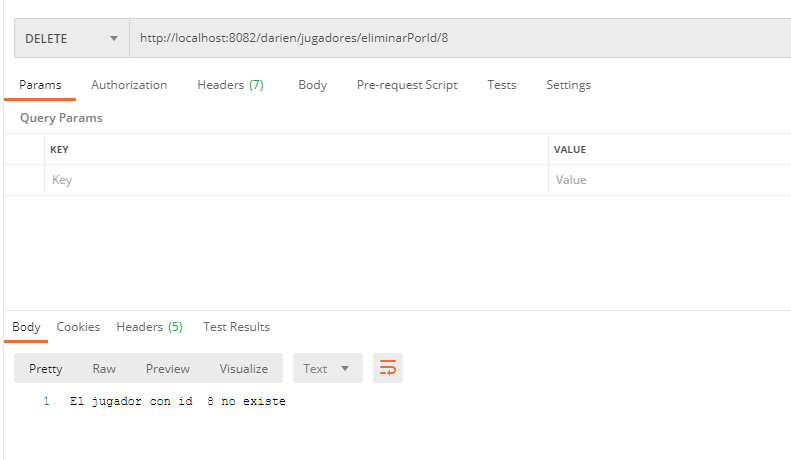 DELETE http://localhost:8082/darien/jugadores/eliminarPorId/8
Params Authorization Headers (7) Body Pre-request Script Tests Settings
Query Params
KEY VALUE
Key Value
Body Cookies Headers (5) Test Results
Pretty Raw Preview Visualize Text
1 El jugador con id  8 no existe